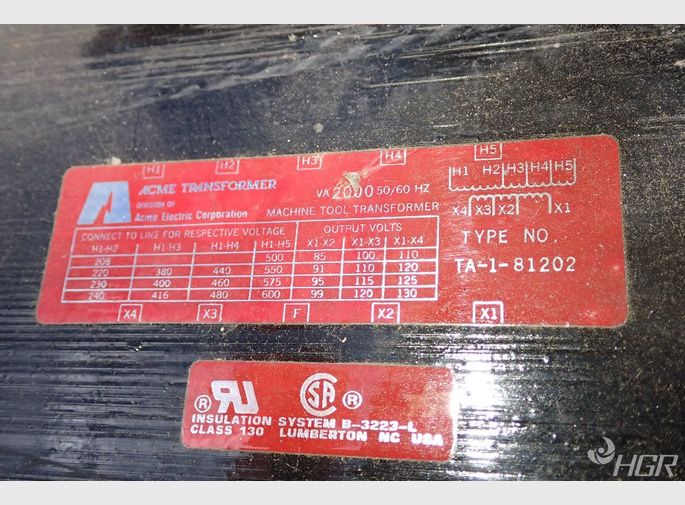 H1 H2 H3 H4 H5
ACME TRANSFORMER
DIVISION OF
Acme Electric Corporation
VA 2000 50/60 HZ
MACHINE TOOL TRANSFORMER
H1 H2 H3 H4 H5
X4 X3 X2 X1
TYPE NO.
TA-1-81202
CONNECT TO LINE FOR RESPECTIVE VOLTAGE OUTPUT VOLTS
H1-H2 H1-H3 H1-H4 H1-H5 X1-X2 X1-X3 X1-X4
208 500 85 100 110
220 380 440 550 91 110 120
230 400 460 575 95 115 125
240 416 480 600 99 120 130
X4 X3 F X2 X1
® RU SA ®
INSULATION SYSTEM B-3223-L
CLASS 130 LUMBERTON NC USA
HGR